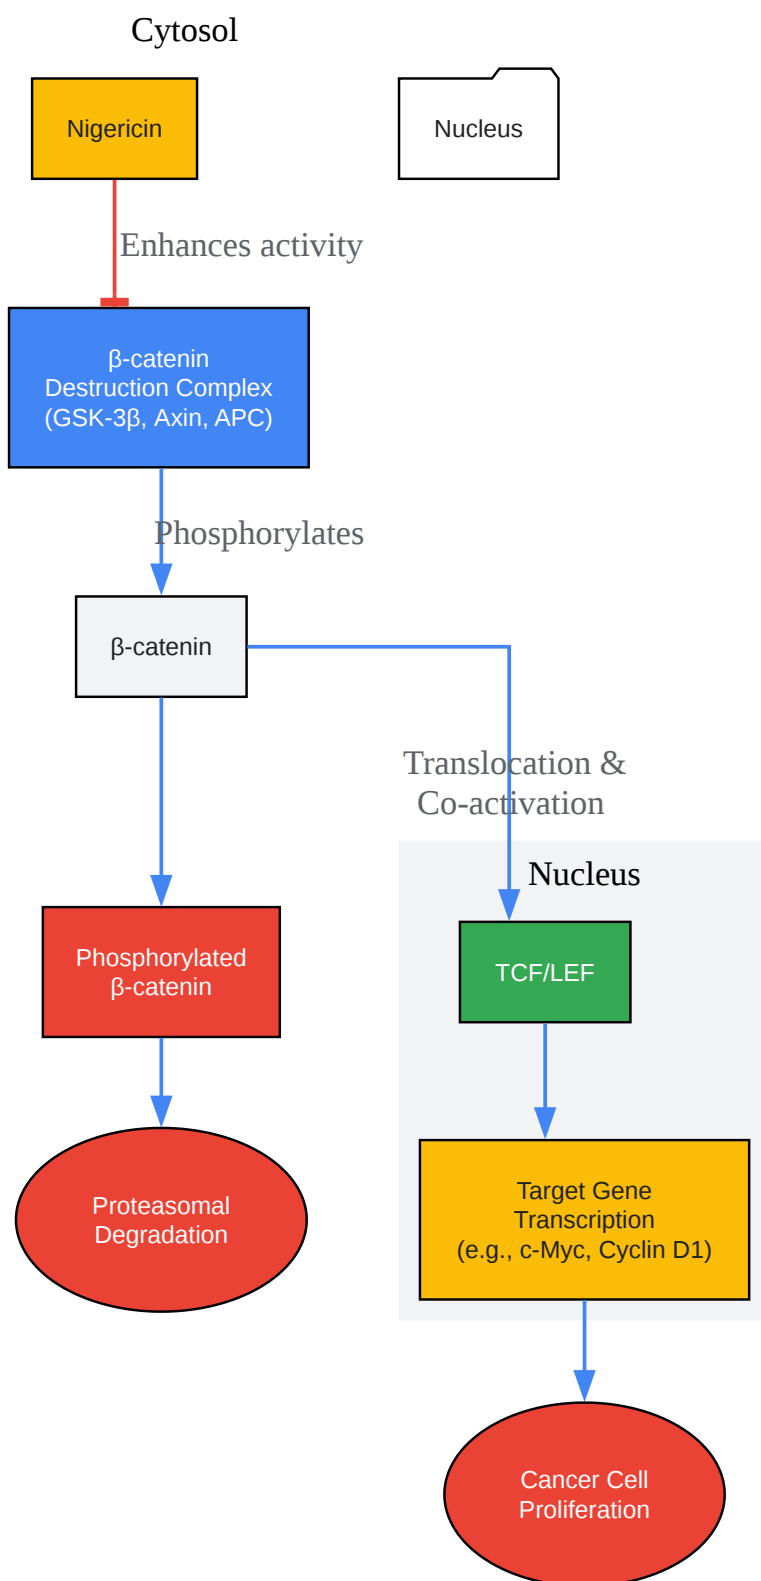 Cytosol
Nigericin
Nucleus
Enhances activity
β-catenin
Destruction Complex
(GSK-3β, Axin, APC)
Phosphorylates
β-catenin
Translocation &
Co-activation
Nucleus
Phosphorylated
β-catenin
TCF/LEF
Proteasomal
Degradation
Target Gene
Transcription
(e.g., c-Myc, Cyclin D1)
Cancer Cell
Proliferation